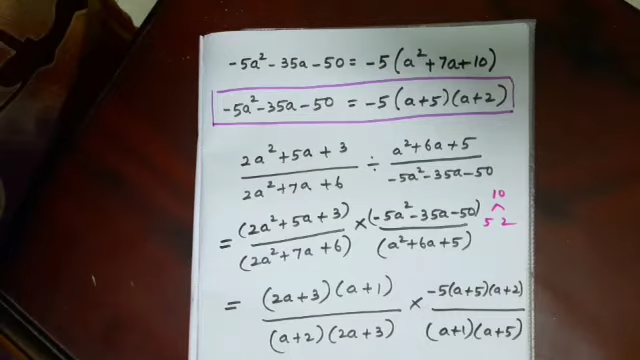 -5a² - 35a - 50 = -5(a² + 7a + 10)
-5a² - 35a - 50 = -5(a+5)(a+2)
(2a² + 5a + 3)/(2a² + 7a + 6) ÷ (a² + 6a + 5)/(-5a² - 35a - 50)
= (2a² + 5a + 3)/(2a² + 7a + 6) × (-5a² - 35a - 50)/(a² + 6a + 5)
10
5 2
= (2a+3)(a+1)/(a+2)(2a+3) × -5(a+5)(a+2)/(a+1)(a+5)